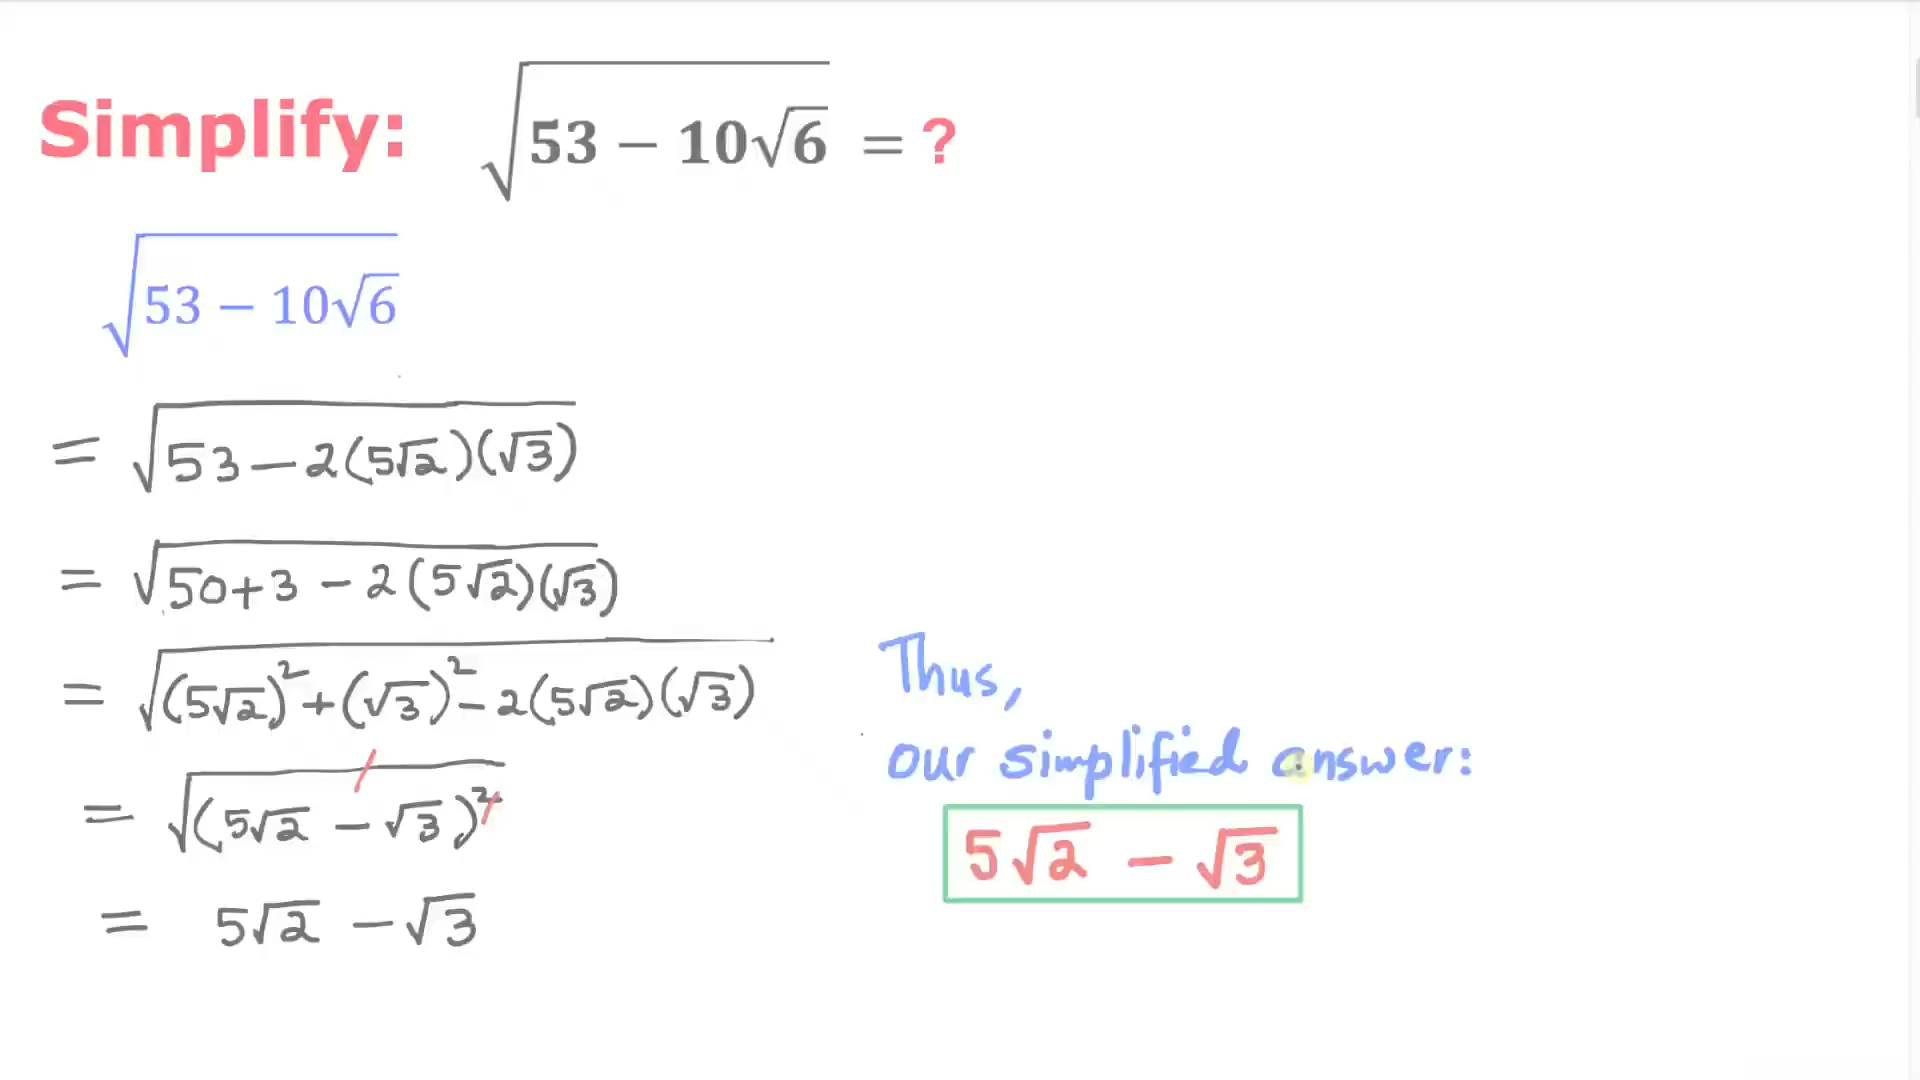 Simplify: √(53 − 10√6) = ?
√(53 − 10√6)
= √(53 − 2(5√2)(√3))
= √(50+3 − 2(5√2)(√3))
= √((5√2)² + (√3)² − 2(5√2)(√3))
= √((5√2 − √3)²)
= 5√2 − √3
Thus,
our simplified answer:
5√2 − √3